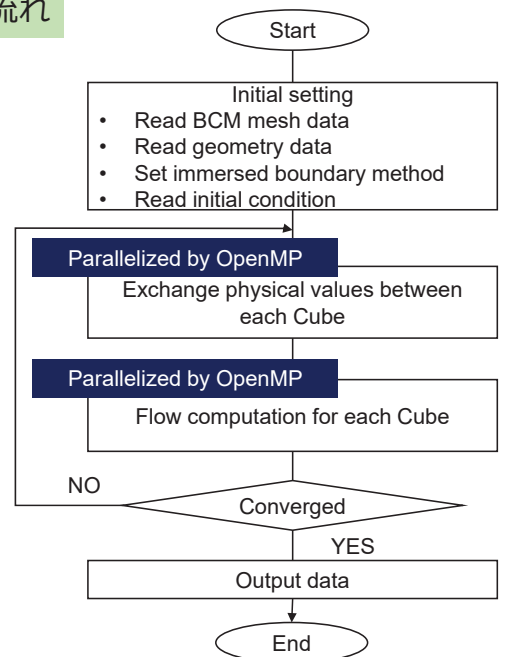 流れ
Start
Initial setting
• Read BCM mesh data
• Read geometry data
• Set immersed boundary method
• Read initial condition
Parallelized by OpenMP
Exchange physical values between
each Cube
Parallelized by OpenMP
Flow computation for each Cube
NO
Converged
YES
Output data
End